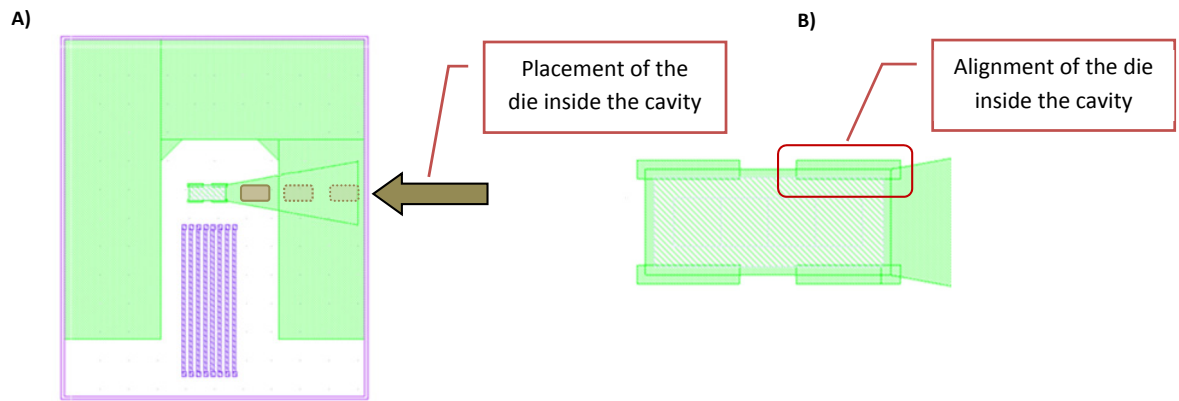 A)
B)
Placement of the
die inside the cavity
Alignment of the die
inside the cavity